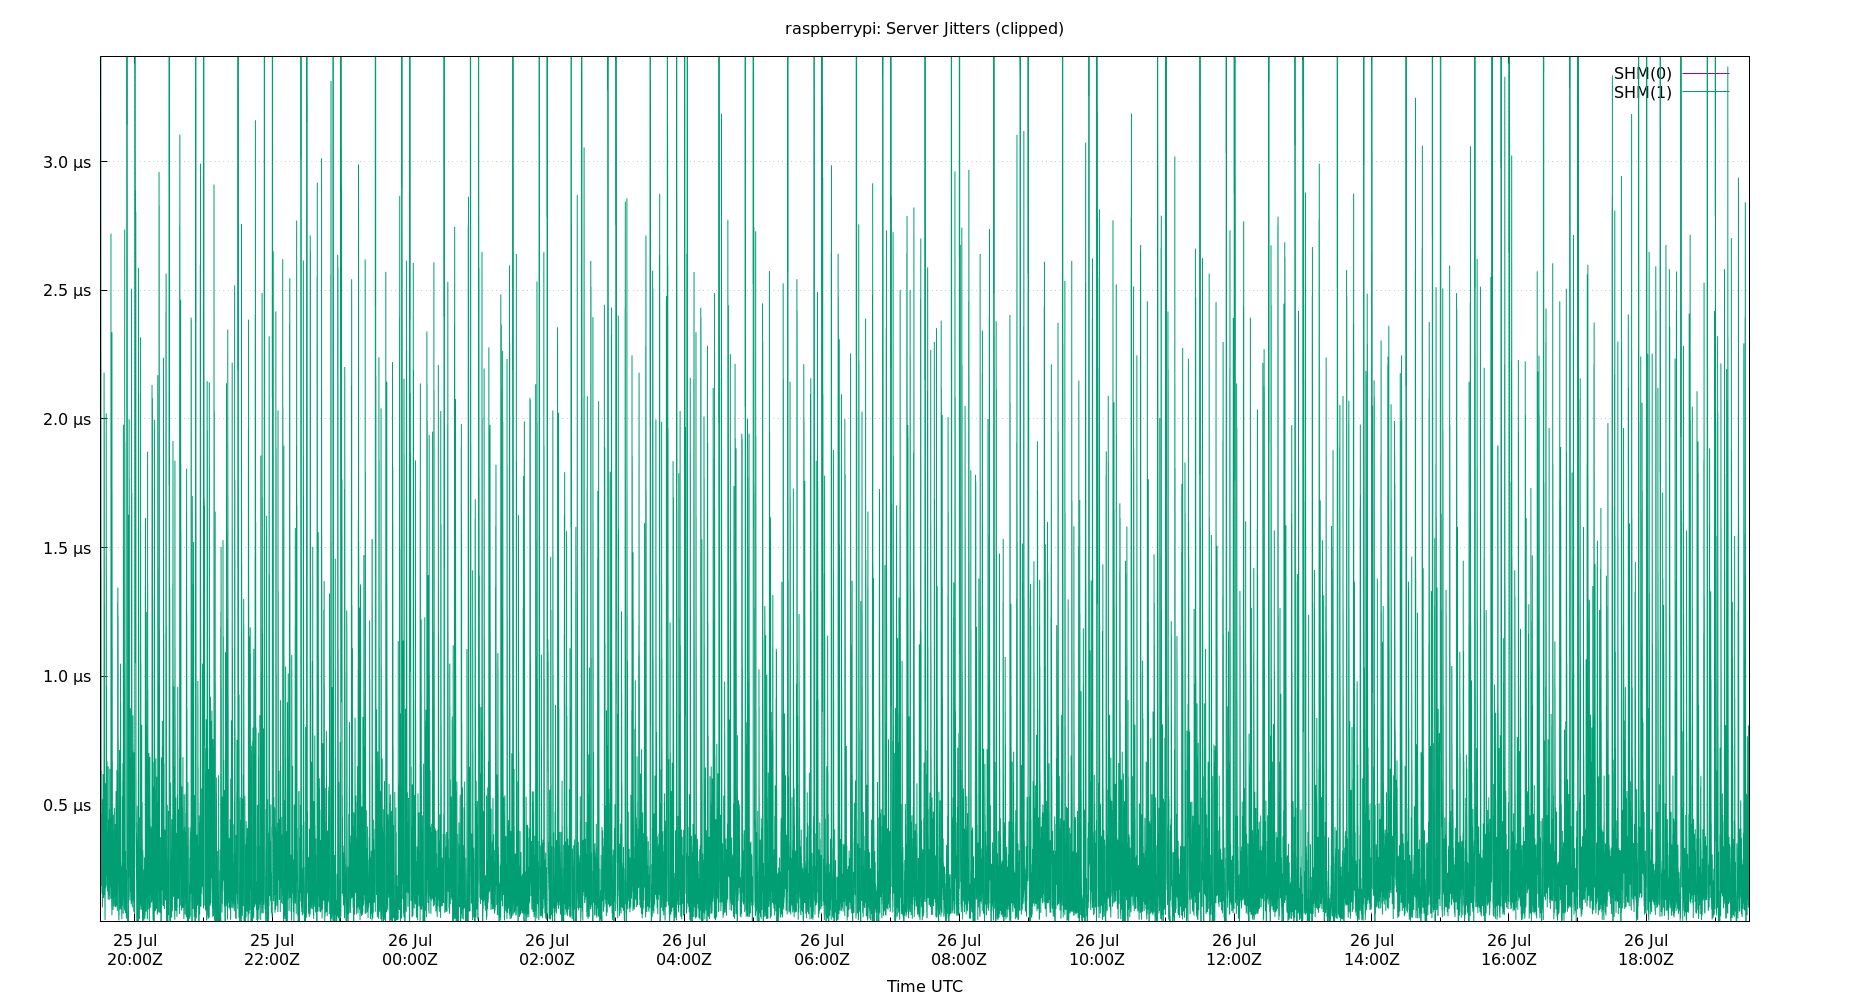 raspberrypi: Server Jitters (clipped)
SHM(0)
SHM(1)
3.0 µs
2.5 µs
2.0 µs
1.5 µs
1.0 µs
0.5 µs
25 Jul 25 Jul 26 Jul 26 Jul 26 Jul 26 Jul 26 Jul 26 Jul 26 Jul 26 Jul 26 Jul 26 Jul
20:00Z 22:00Z 00:00Z 02:00Z 04:00Z 06:00Z 08:00Z 10:00Z 12:00Z 14:00Z 16:00Z 18:00Z
Time UTC